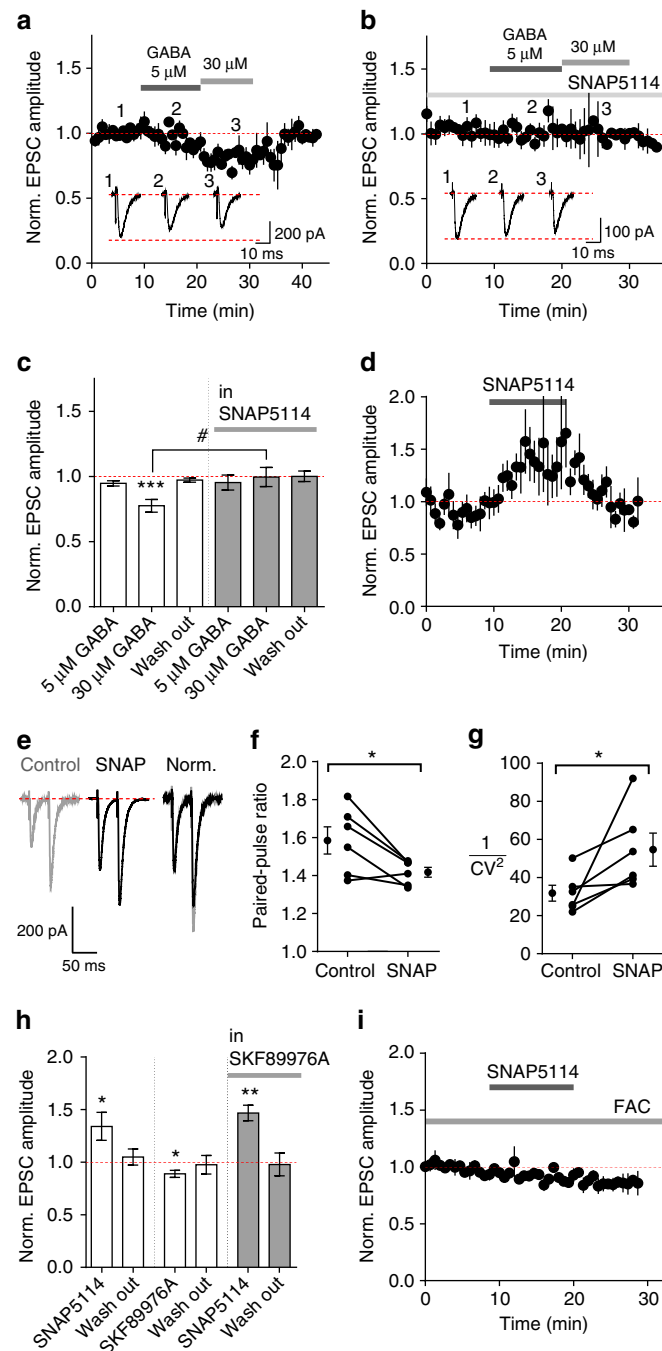 a
GABA
5 μM
30 μM
1
2
3
1
2
3
200 pA
10 ms
Norm. EPSC amplitude
1.5
1.0
0.5
0.0
0 10 20 30 40
Time (min)
b
GABA
5 μM
30 μM
SNAP5114
1
2
3
1
2
3
100 pA
10 ms
Norm. EPSC amplitude
1.5
1.0
0.5
0.0
0 10 20 30
Time (min)
c
in
SNAP5114
#
***
Norm. EPSC amplitude
1.5
1.0
0.5
0.0
5 μM GABA
30 μM GABA
Wash out
5 μM GABA
30 μM GABA
Wash out
d
SNAP5114
Norm. EPSC amplitude
2.0
1.5
1.0
0.5
0.0
0 10 20 30
Time (min)
e
Control SNAP Norm.
200 pA
50 ms
f
*
Paired-pulse ratio
2.0
1.8
1.6
1.4
1.2
1.0
Control SNAP
g
*
1
CV²
100
80
60
40
20
0
Control SNAP
h
in
SKF89976A
*
*
**
Norm. EPSC amplitude
2.0
1.5
1.0
0.5
0.0
SNAP5114
Wash out
SKF89976A
Wash out
SNAP5114
Wash out
i
SNAP5114
FAC
Norm. EPSC amplitude
2.0
1.5
1.0
0.5
0.0
0 10 20 30
Time (min)